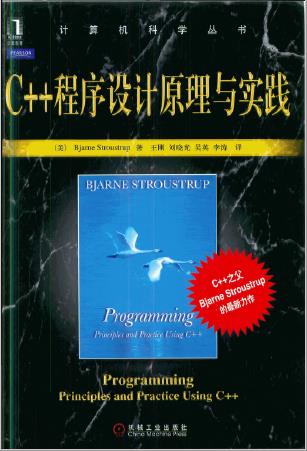 计算机科学丛书
PEARSON
C++程序设计原理与实践
(美) Bjarne Stroustrup 著 王刚 刘晓光 吴英 李涛 译
BJARNE STROUSTRUP
C++之父
Bjarne Stroustrup
的最新力作
Programming
Principles and Practice Using C++
Programming
Principles and Practice Using C++
机械工业出版社
China Machine Press